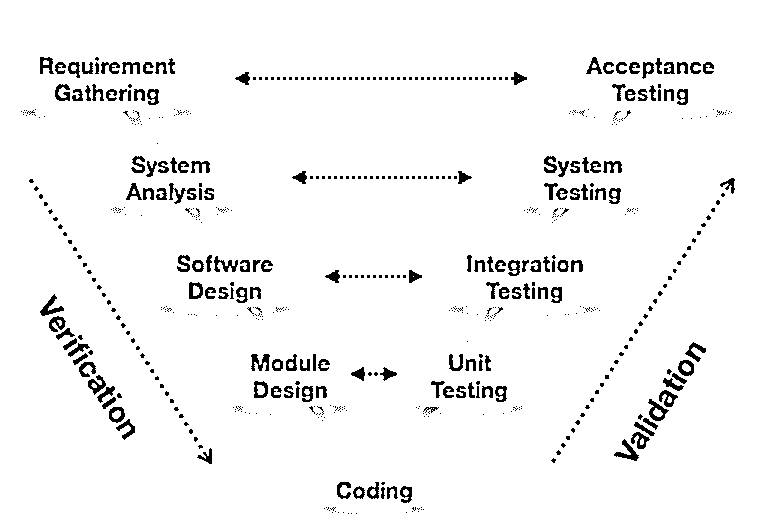 Requirement
Gathering
Acceptance
Testing
System
Analysis
System
Testing
Software
Design
Integration
Testing
Verification
Module
Design
Unit
Testing
Validation
Coding